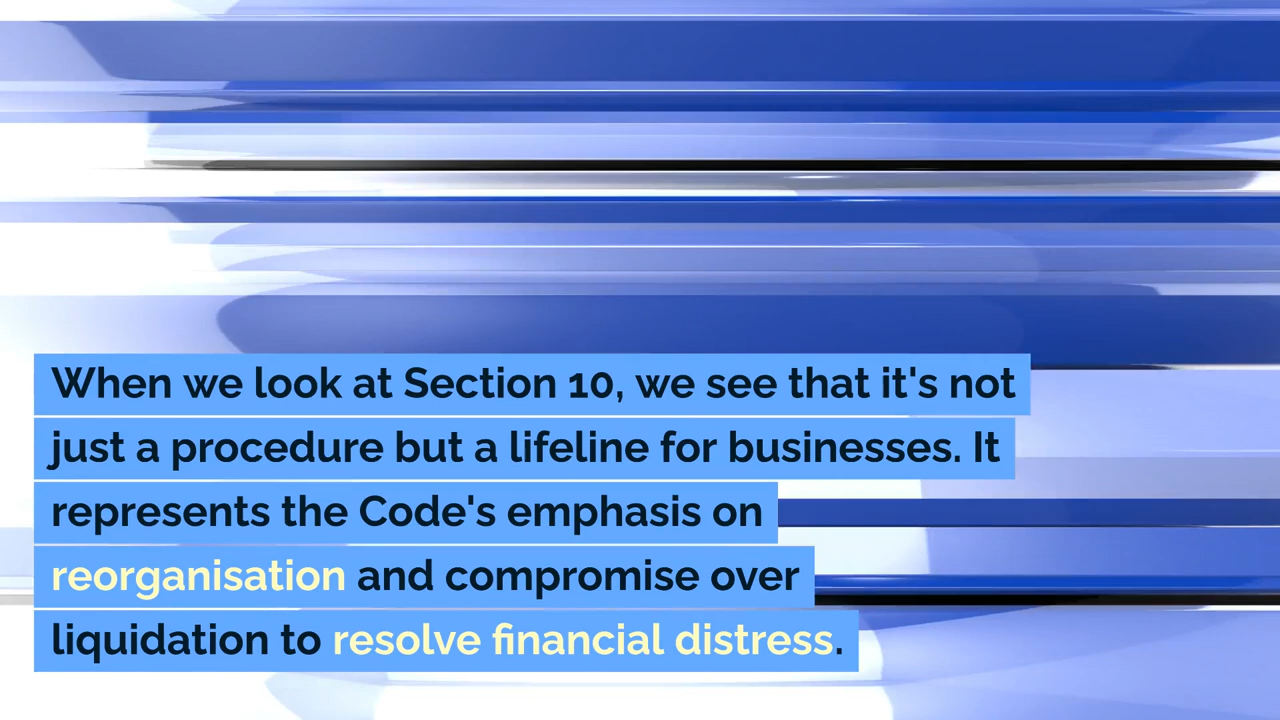 When we look at Section 10, we see that it's not
just a procedure but a lifeline for businesses. It
represents the Code's emphasis on
reorganisation and compromise over
liquidation to resolve financial distress.